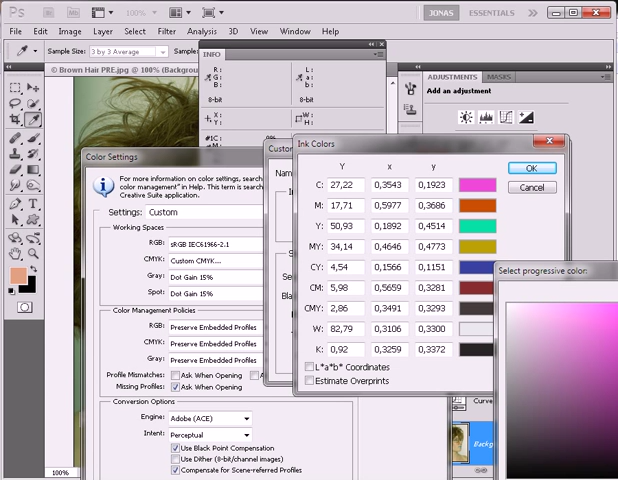 Ps Mb 100% JONAS ESSENTIALS >>
File Edit Image Layer Select Filter Analysis 3D View Window Help
Sample Size: 3 by 3 Average
© Brown Hair PRE.jpg @ 100% (Backgrou
INFO
R: L:
G: a:
B: b:
8-bit 8-bit
X: W:
Y: H:
#1C: 0%
ADJUSTMENTS MASKS
Add an adjustment
Color Settings
For more information on color settings, search
color management" in Help. This term is search
Creative Suite application.
Settings: Custom
Working Spaces
RGB: sRGB IEC61966-2.1
CMYK: Custom CMYK...
Gray: Dot Gain 15%
Spot: Dot Gain 15%
Color Management Policies
RGB: Preserve Embedded Profiles
CMYK: Preserve Embedded Profiles
Gray: Preserve Embedded Profiles
Profile Mismatches: Ask When Opening
Missing Profiles: Ask When Opening
Conversion Options
Engine: Adobe (ACE)
Intent: Perceptual
Use Black Point Compensation
Use Dither (8-bit/channel images)
Compensate for Scene-referred Profiles
Custom
Nam
Ink Colors
Y x y
C: 27,22 0,3543 0,1923
M: 17,71 0,5977 0,3686
Y: 50,93 0,1892 0,4514
MY: 34,14 0,4646 0,4773
CY: 4,54 0,1566 0,1151
CM: 5,98 0,5659 0,3281
CMY: 2,86 0,3491 0,3293
W: 82,79 0,3106 0,3300
K: 0,92 0,3259 0,3372
L*a*b* Coordinates
Estimate Overprints
OK
Cancel
Select progressive color:
Curve
Backg
100%